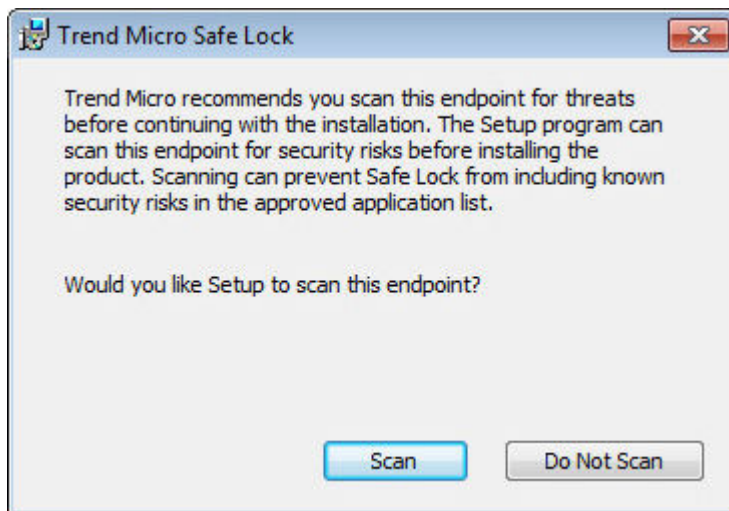 Trend Micro Safe Lock
Trend Micro recommends you scan this endpoint for threats
before continuing with the installation. The Setup program can
scan this endpoint for security risks before installing the
product. Scanning can prevent Safe Lock from including known
security risks in the approved application list.
Would you like Setup to scan this endpoint?
Scan
Do Not Scan